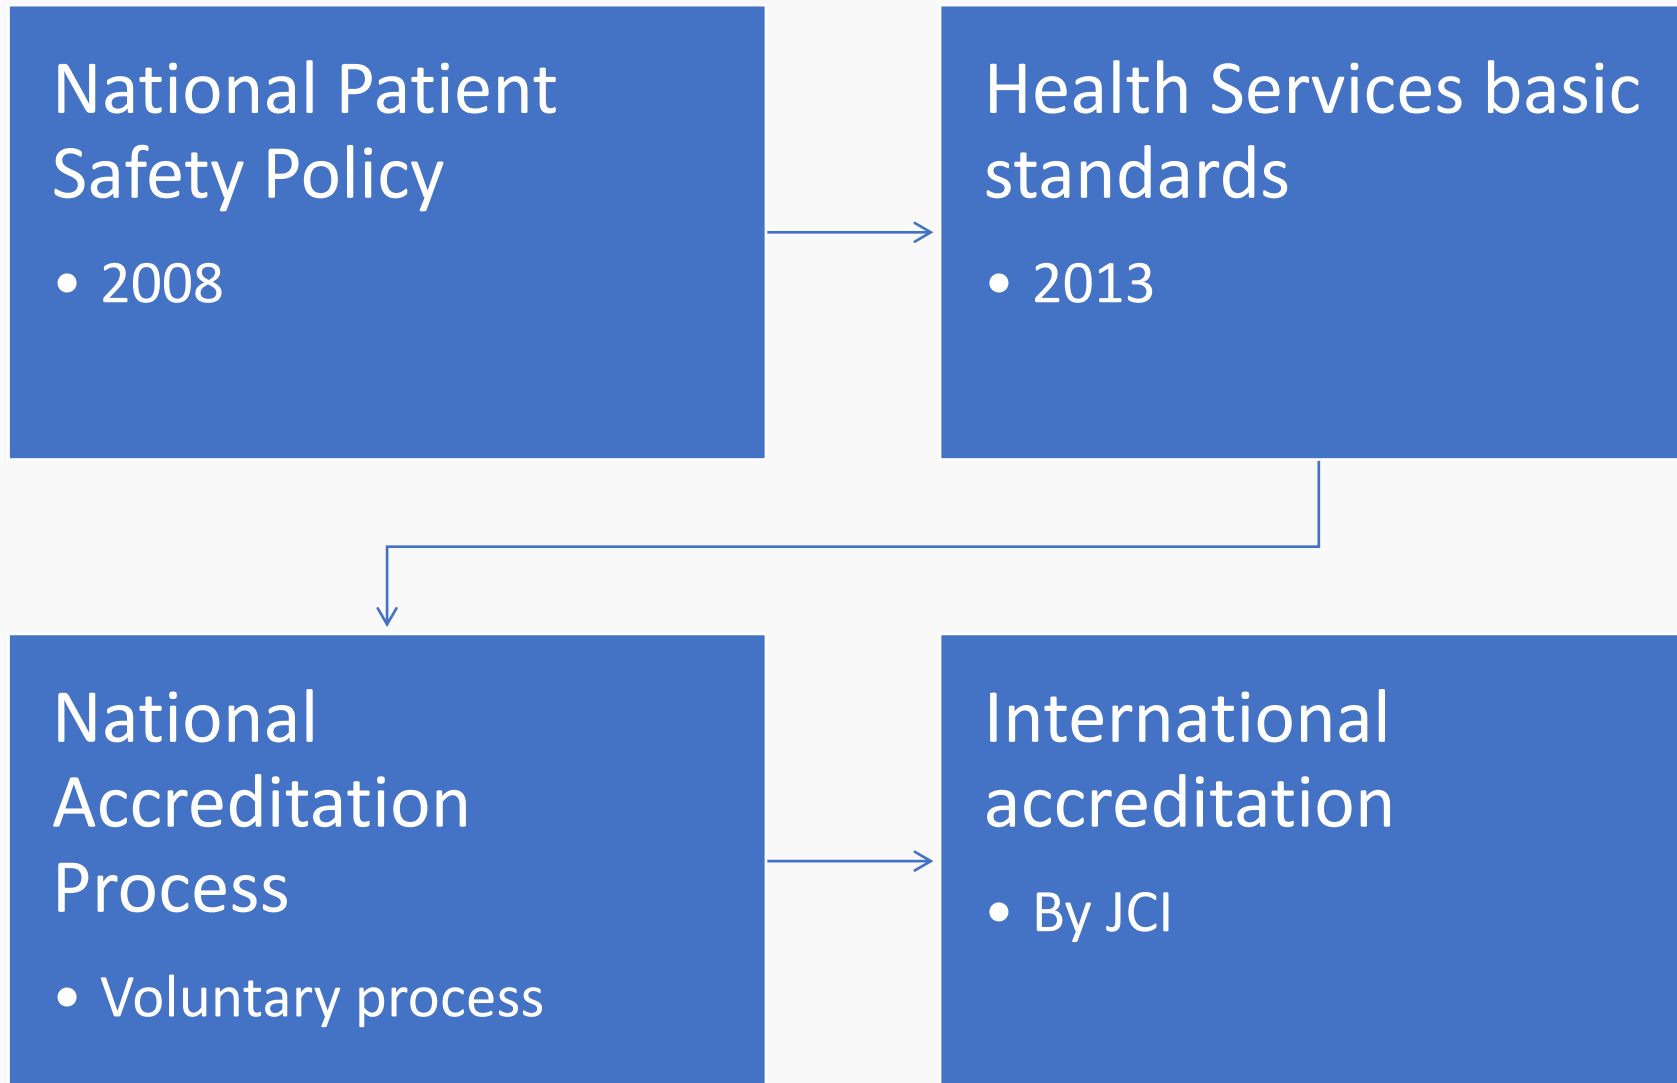 National Patient
Safety Policy
• 2008
Health Services basic
standards
• 2013
National
Accreditation
Process
• Voluntary process
International
accreditation
• By JCI